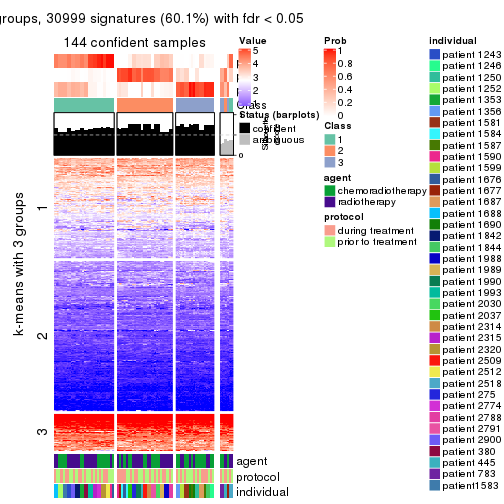 groups, 30999 signatures (60.1%) with fdr < 0.05
144 confident samples
k-means with 3 groups
1
2
3
Class
0
agent
protocol
individual
Value
5
4
3
2
1
Status (barplots)
confident
ambiguous
Prob
1
0.8
0.6
0.4
0.2
0
Class
1
2
3
agent
chemoradiotherapy
radiotherapy
protocol
during treatment
prior to treatment
individual
patient 1243
patient 1246
patient 1250
patient 1252
patient 1353
patient 1356
patient 1581
patient 1584
patient 1587
patient 1590
patient 1599
patient 1676
patient 1677
patient 1687
patient 1688
patient 1690
patient 1842
patient 1844
patient 1988
patient 1989
patient 1990
patient 1993
patient 2030
patient 2037
patient 2314
patient 2315
patient 2320
patient 2509
patient 2512
patient 2518
patient 275
patient 2774
patient 2788
patient 2791
patient 2900
patient 380
patient 445
patient 783
patient1583